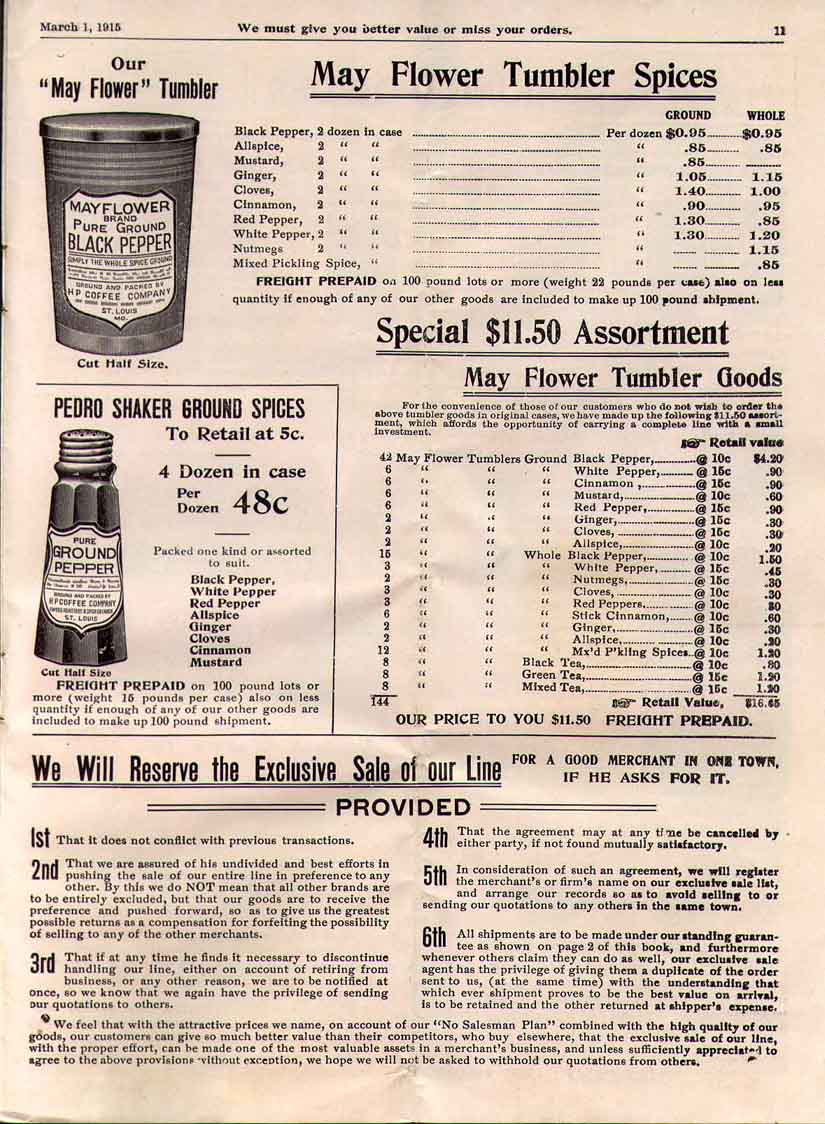 March 1, 1915 We must give you better value or miss your orders. 11
Our
"May Flower" Tumbler
MAYFLOWER
BRAND
PURE GROUND
BLACK PEPPER
SIMPLY THE WHOLE SPICE GROUND
GROUND AND PACKED BY
H P COFFEE COMPANY
ST. LOUIS
MO.
Cut Half Size.
May Flower Tumbler Spices
GROUND WHOLE
Black Pepper, 2 dozen in case Per dozen $0.95 $0.95
Allspice, 2 " " " .85 .85
Mustard, 2 " " " .85
Ginger, 2 " " " 1.05 1.15
Cloves, 2 " " " 1.40 1.00
Cinnamon, 2 " " " .90 .95
Red Pepper, 2 " " " 1.30 .85
White Pepper, 2 " " " 1.30 1.20
Nutmegs 2 " " " 1.15
Mixed Pickling Spice, " " .85
FREIGHT PREPAID on 100 pound lots or more (weight 22 pounds per case) also on less
quantity if enough of any of our other goods are included to make up 100 pound shipment.
Special $11.50 Assortment
May Flower Tumbler Goods
For the convenience of those of our customers who do not wish to order the
above tumbler goods in original cases, we have made up the following $11.50 assort-
ment, which affords the opportunity of carrying a complete line with a small
investment.
Retail value
42 May Flower Tumblers Ground Black Pepper, @ 10c $4.20
6 " " " White Pepper, @ 15c .90
6 " " " Cinnamon, @ 15c .90
6 " " " Mustard, @ 10c .60
6 " " " Red Pepper, @ 15c .90
2 " " " Ginger, @ 15c .30
2 " " " Cloves, @ 15c .30
2 " " " Allspice, @ 10c .20
15 " " Whole Black Pepper, @ 10c 1.50
3 " " " White Pepper, @ 15c .45
2 " " " Nutmegs, @ 15c .30
3 " " " Cloves, @ 10c .30
3 " " " Red Peppers. @ 10c 30
6 " " " Stick Cinnamon, @ 10c .60
2 " " " Ginger, @ 15c .30
2 " " " Allspice, @ 10c .20
12 " " " Mx'd P'kling Spices @ 10c 1.20
8 " " Black Tea, @ 10c .80
8 " " Green Tea, @ 15c 1.20
8 " " Mixed Tea, @ 15c 1.20
144 Retail Value, $16.65
OUR PRICE TO YOU $11.50 FREIGHT PREPAID.
PEDRO SHAKER GROUND SPICES
To Retail at 5c.
4 Dozen in case
Per
Dozen 48c
Packed one kind or assorted
to suit.
Black Pepper,
White Pepper
Red Pepper
Allspice
Ginger
Cloves
Cinnamon
Mustard
PURE
GROUND
PEPPER
GROUND AND PACKED BY
H P COFFEE COMPANY
ST. LOUIS
Cut Half Size
FREIGHT PREPAID on 100 pound lots or
more (weight 15 pounds per case) also on less
quantity if enough of any of our other goods are
included to make up 100 pound shipment.
We Will Reserve the Exclusive Sale of our Line FOR A GOOD MERCHANT IN ONE TOWN,
IF HE ASKS FOR IT.
PROVIDED
1st That it does not conflict with previous transactions.
2nd That we are assured of his undivided and best efforts in
pushing the sale of our entire line in preference to any
other. By this we do NOT mean that all other brands are
to be entirely excluded, but that our goods are to receive the
preference and pushed forward, so as to give us the greatest
possible returns as a compensation for forfeiting the possibility
of selling to any of the other merchants.
3rd That if at any time he finds it necessary to discontinue
handling our line, either on account of retiring from
business, or any other reason, we are to be notified at
once, so we know that we again have the privilege of sending
our quotations to others.
4th That the agreement may at any time be cancelled by
either party, if not found mutually satisfactory.
5th In consideration of such an agreement, we will register
the merchant's or firm's name on our exclusive sale list,
and arrange our records so as to avoid selling to or
sending our quotations to any others in the same town.
6th All shipments are to be made under our standing guaran-
tee as shown on page 2 of this book, and furthermore
whenever others claim they can do as well, our exclusive sale
agent has the privilege of giving them a duplicate of the order
sent to us, (at the same time) with the understanding that
which ever shipment proves to be the best value on arrival,
is to be retained and the other returned at shipper's expense.
We feel that with the attractive prices we name, on account of our "No Salesman Plan" combined with the high quality of our
goods, our customers can give so much better value than their competitors, who buy elsewhere, that the exclusive sale of our line,
with the proper effort, can be made one of the most valuable assets in a merchant's business, and unless sufficiently appreciated to
agree to the above provisions without exception, we hope we will not be asked to withhold our quotations from others.